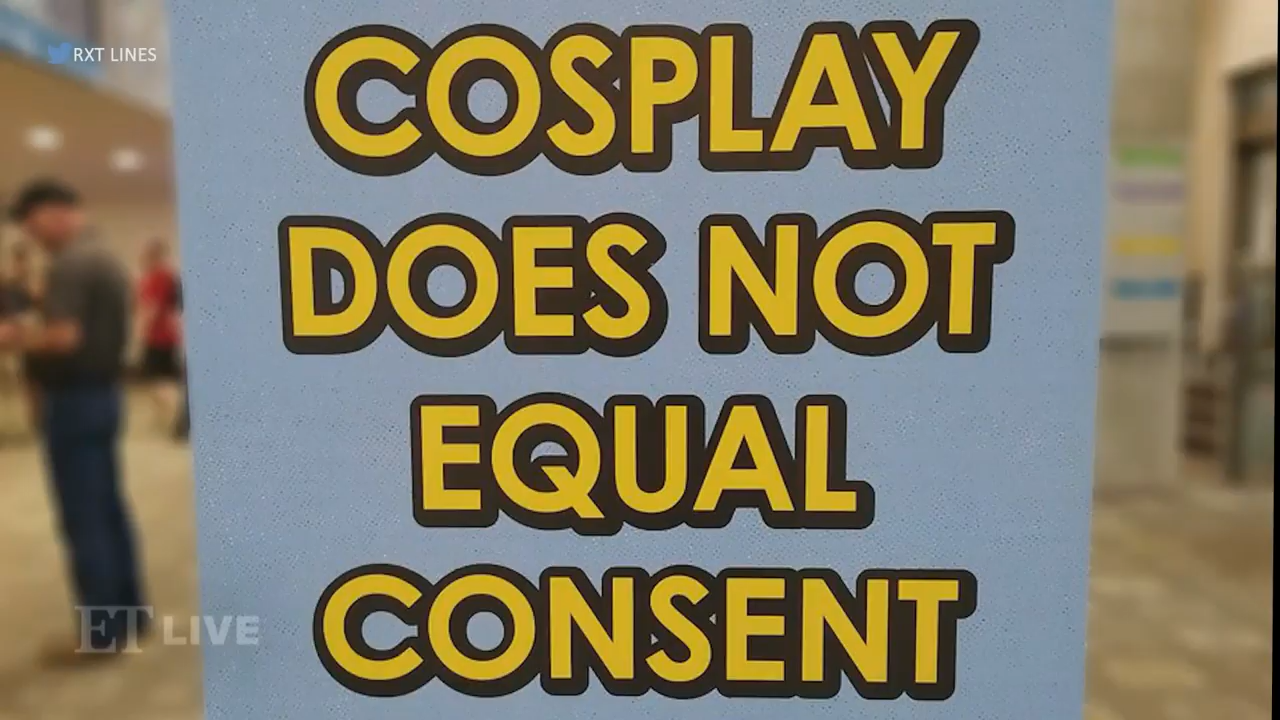 RXT LINES
COSPLAY
DOES NOT
EQUAL
CONSENT
ET LIVE